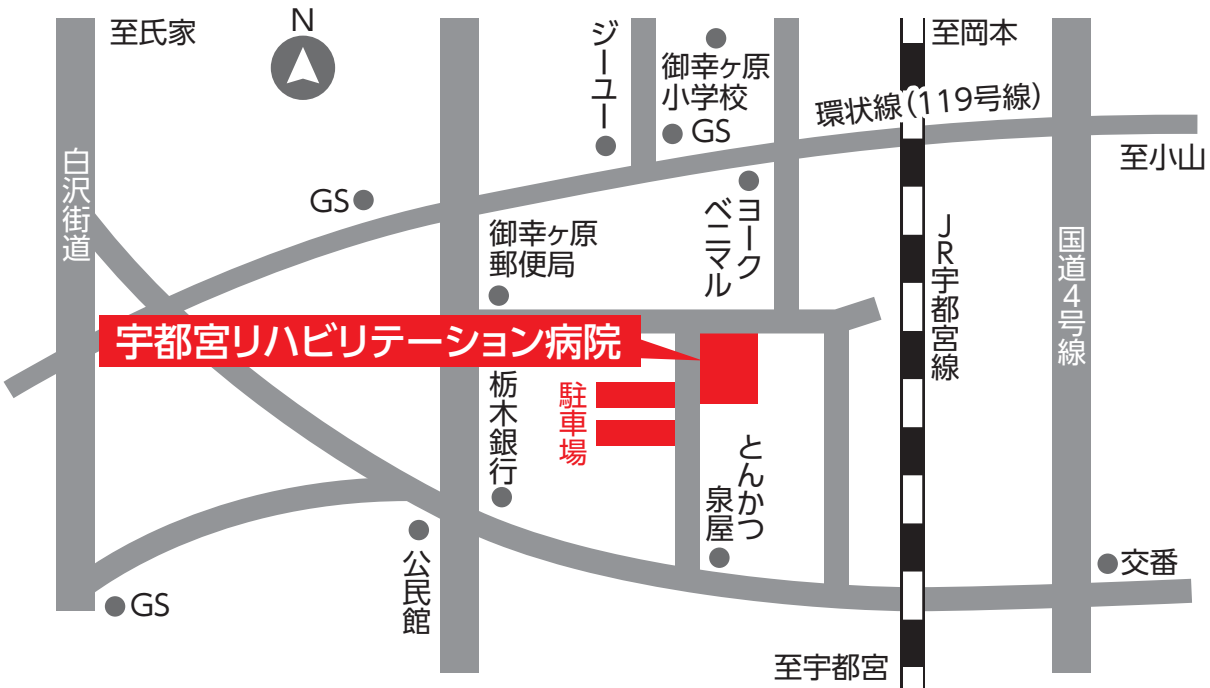 至氏家
N
ジーユー
御幸ヶ原
小学校
GS
至岡本
環状線(119号線)
至小山
白沢街道
GS
御幸ヶ原
郵便局
ヨーク
ベニマル
JR宇都宮線
国道4号線
宇都宮リハビリテーション病院
栃木銀行
駐車場
とんかつ
泉屋
公民館
交番
GS
至宇都宮